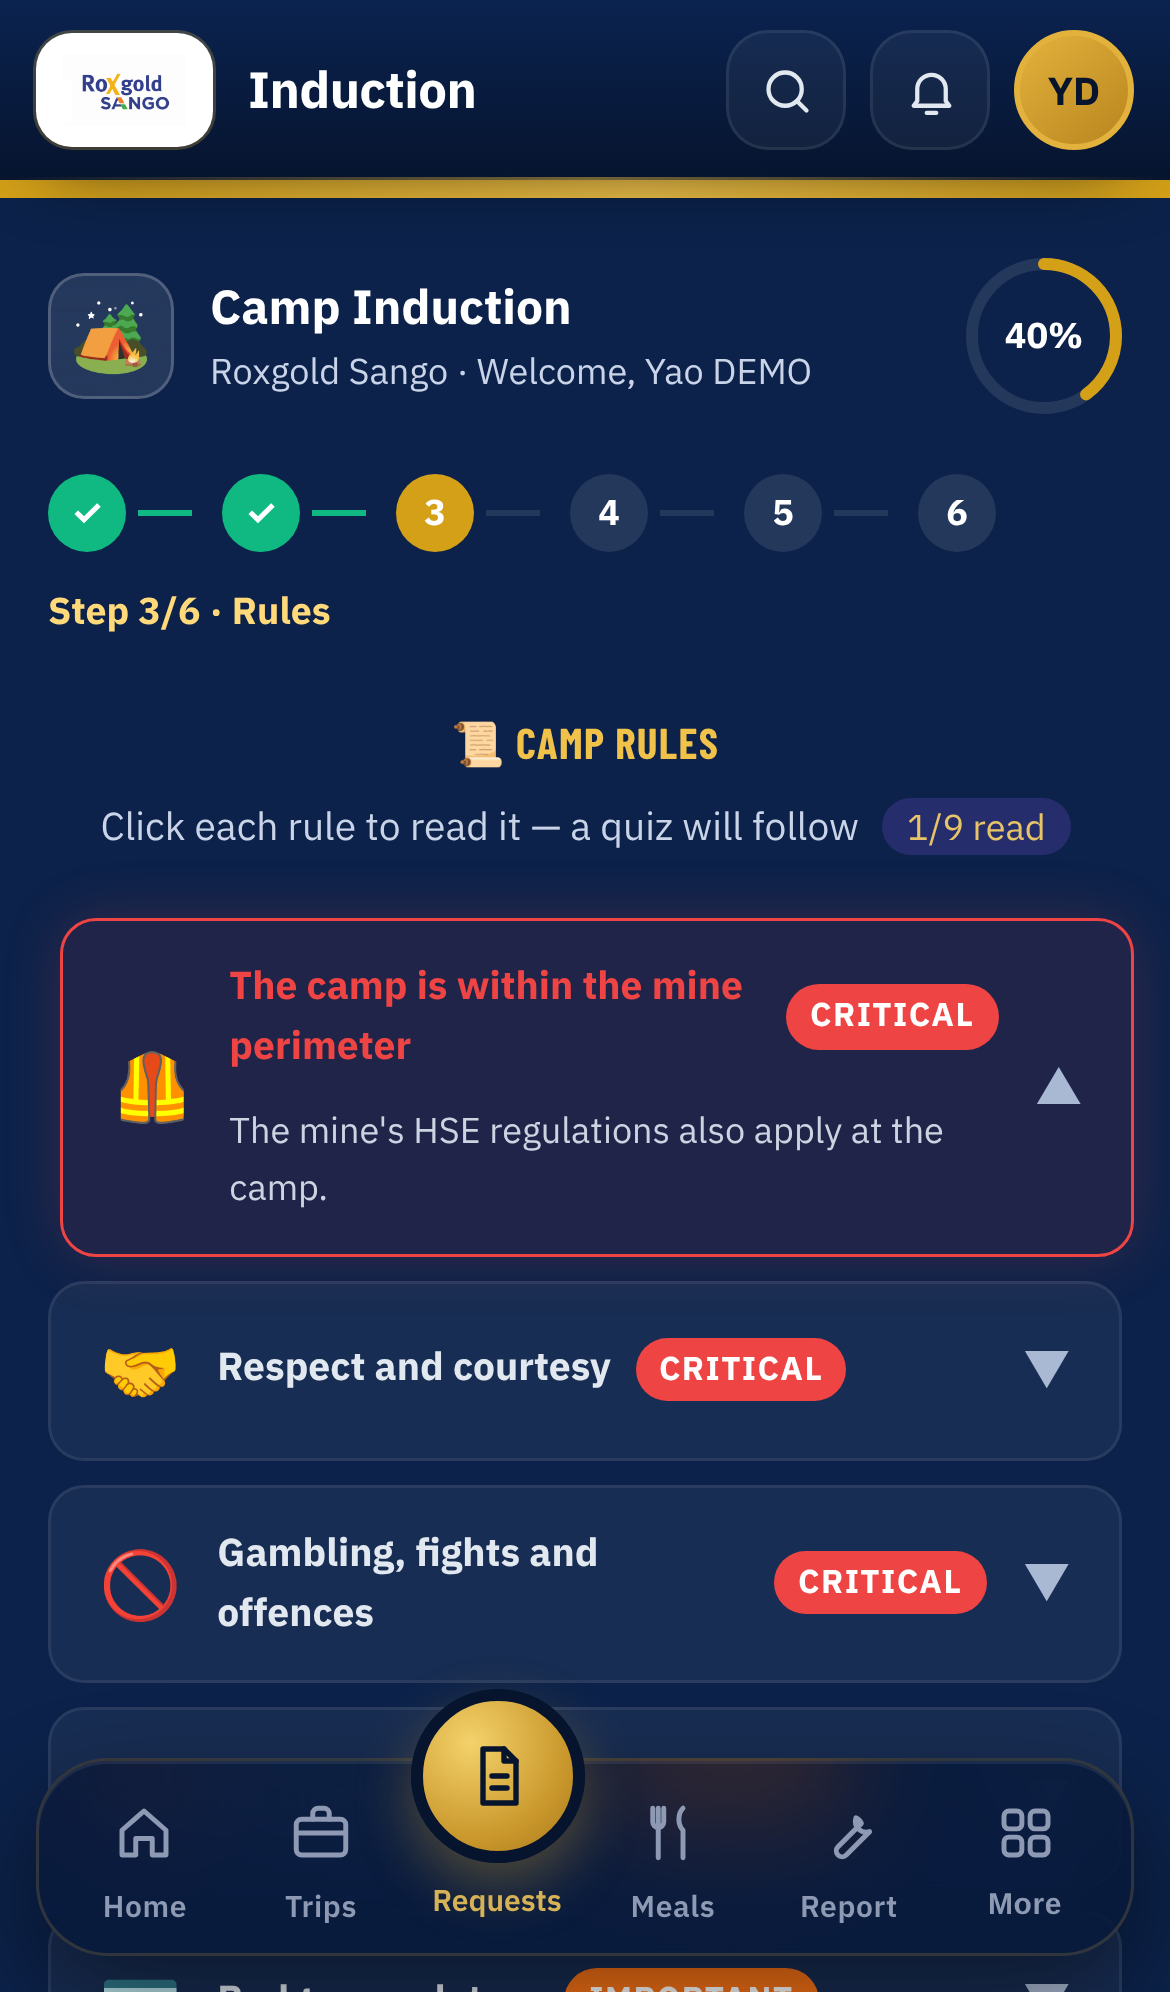 Roxgold
SANGO
Induction
YD
Camp Induction
Roxgold Sango · Welcome, Yao DEMO
40%
3
4
5
6
Step 3/6 · Rules
CAMP RULES
Click each rule to read it — a quiz will follow 1/9 read
The camp is within the mine
perimeter
CRITICAL
The mine's HSE regulations also apply at the
camp.
Respect and courtesy CRITICAL
Gambling, fights and
offences
CRITICAL
Home
Trips
Requests
Meals
Report
More
IMPORTANT